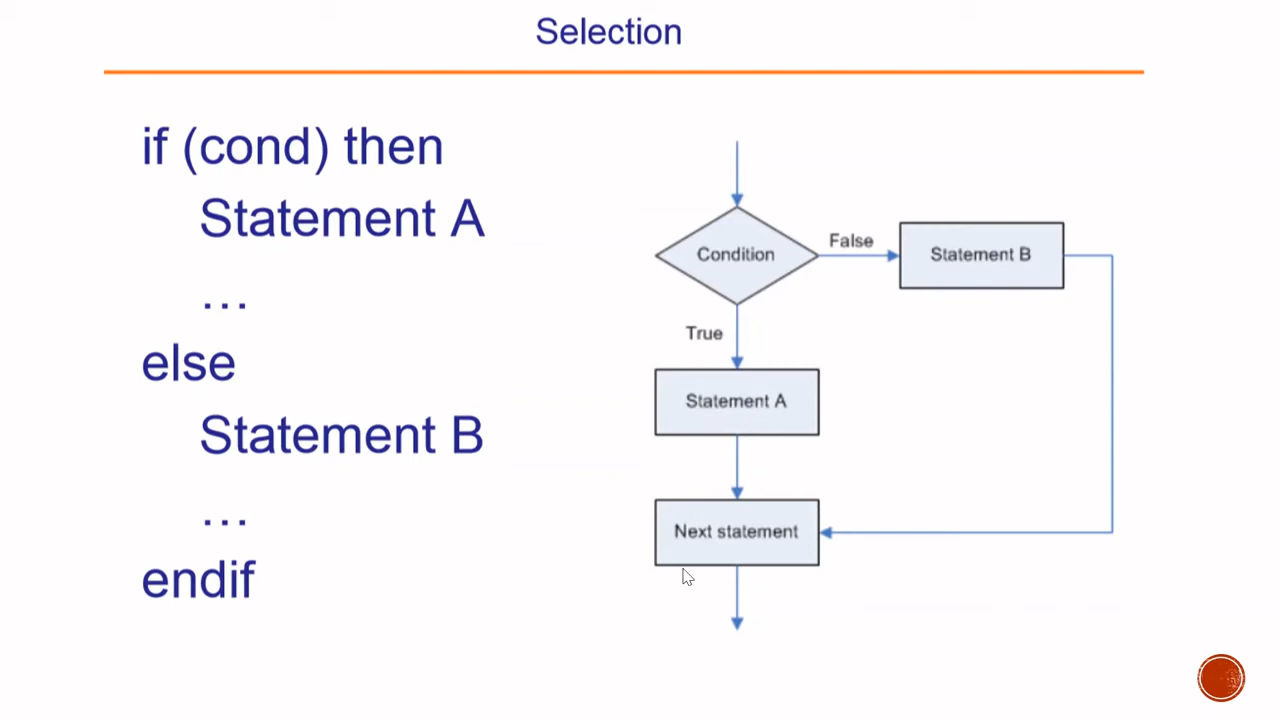 Selection
if (cond) then
Statement A
…
else
Statement B
…
endif
Condition
False
Statement B
True
Statement A
Next statement